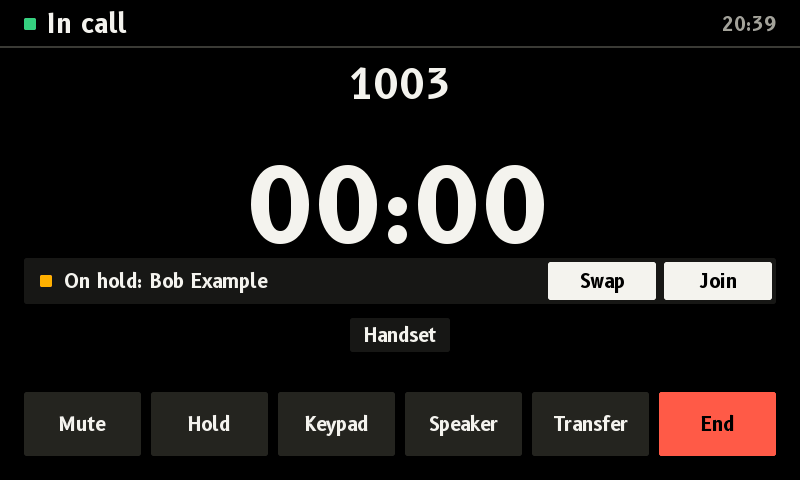 In call
20:39
1003
00:00
On hold: Bob Example
Swap
Join
Handset
Mute
Hold
Keypad
Speaker
Transfer
End